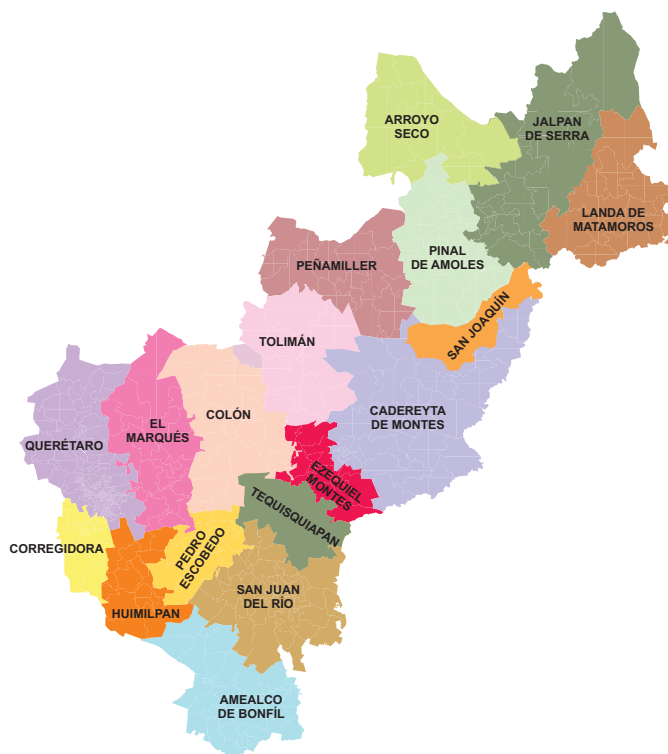 ARROYO
SECO
JALPAN
DE SERRA
LANDA DE
MATAMOROS
PINAL
DE AMOLES
PEÑAMILLER
SAN JOAQUÍN
TOLIMÁN
CADEREYTA
DE MONTES
COLÓN
EL
MARQUÉS
QUERÉTARO
EZEQUIEL
MONTES
TEQUISQUIAPAN
PEDRO
ESCOBEDO
CORREGIDORA
SAN JUAN
DEL RÍO
HUIMILPAN
AMEALCO
DE BONFÍL